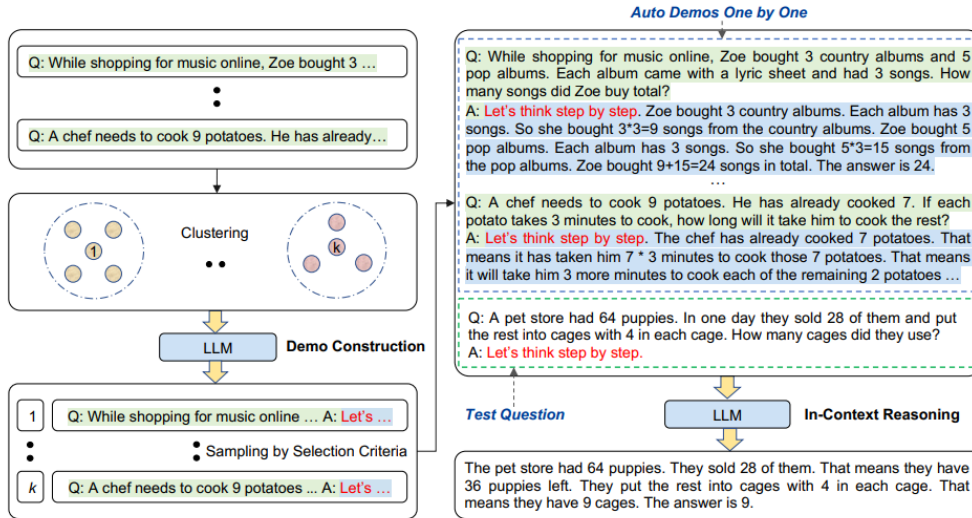 Q: While shopping for music online, Zoe bought 3 ...
Q: A chef needs to cook 9 potatoes. He has already...
1
Clustering
k
LLM
Demo Construction
1
Q: While shopping for music online ... A: Let's ...
Sampling by Selection Criteria
k
Q: A chef needs to cook 9 potatoes ... A: Let's ...
Auto Demos One by One
Q: While shopping for music online, Zoe bought 3 country albums and 5
pop albums. Each album came with a lyric sheet and had 3 songs. How
many songs did Zoe buy total?
A: Let's think step by step. Zoe bought 3 country albums. Each album has 3
songs. So she bought 3*3=9 songs from the country albums. Zoe bought 5
pop albums. Each album has 3 songs. So she bought 5*3=15 songs from
the pop albums. Zoe bought 9+15=24 songs in total. The answer is 24.
...
Q: A chef needs to cook 9 potatoes. He has already cooked 7. If each
potato takes 3 minutes to cook, how long will it take him to cook the rest?
A: Let's think step by step. The chef has already cooked 7 potatoes. That
means it has taken him 7 * 3 minutes to cook those 7 potatoes. That means
it will take him 3 more minutes to cook each of the remaining 2 potatoes ...
Q: A pet store had 64 puppies. In one day they sold 28 of them and put
the rest into cages with 4 in each cage. How many cages did they use?
A: Let's think step by step.
Test Question
LLM
In-Context Reasoning
The pet store had 64 puppies. They sold 28 of them. That means they have
36 puppies left. They put the rest into cages with 4 in each cage. That
means they have 9 cages. The answer is 9.